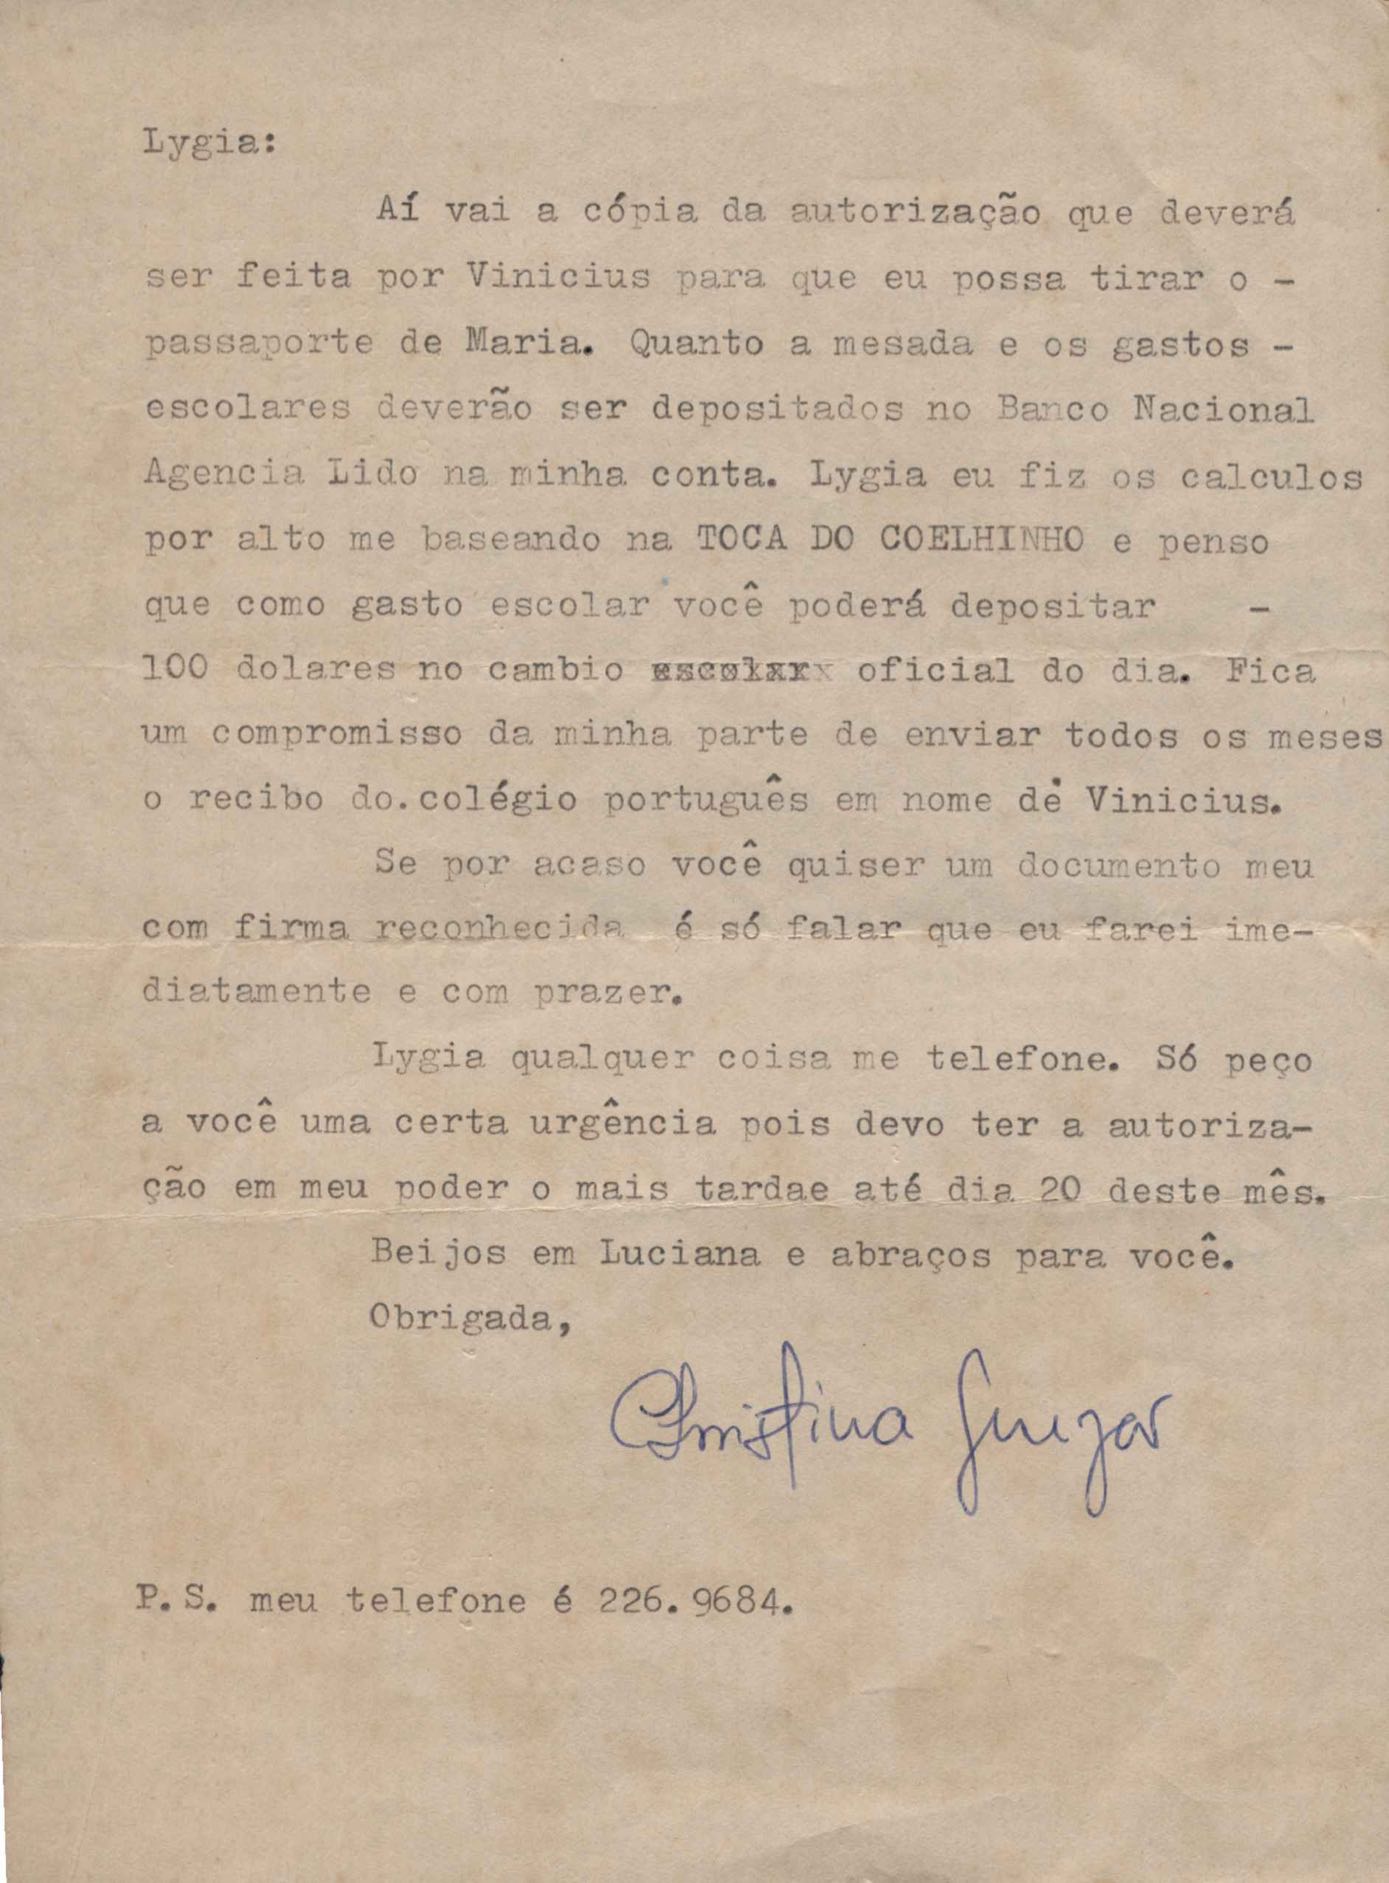 Lygia:
Aí vai a cópia da autorização que deverá
ser feita por Vinicius para que eu possa tirar o -
passaporte de Maria. Quanto a mesada e os gastos -
escolares deverão ser depositados no Banco Nacional
Agencia Lido na minha conta. Lygia eu fiz os calculos
por alto me baseando na TOCA DO COELHINHO e penso
que como gasto escolar você poderá depositar -
100 dolares no cambio escolar oficial do dia. Fica
um compromisso da minha parte de enviar todos os meses
o recibo do.colégio português em nome de Vinicius.
Se por acaso você quiser um documento meu
com firma reconhecida é só falar que eu farei ime-
diatamente e com prazer.
Lygia qualquer coisa me telefone. Só peço
a você uma certa urgência pois devo ter a autoriza-
ção em meu poder o mais tardae até dia 20 deste mês.
Beijos em Luciana e abraços para você.
Obrigada,
Christina
P.S. meu telefone é 226.9684.